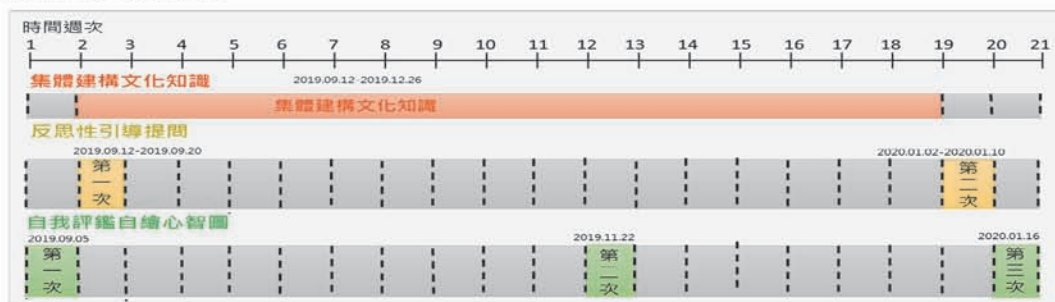 時間週次
1 2 3 4 5 6 7 8 9 10 11 12 13 14 15 16 17 18 19 20 21
集體建構文化知識 2019.09.12-2019.12.26
集體建構文化知識
反思性引導提問
2019.09.12-2019.09.20 2020.01.02-2020.01.10
第一次 第二次
自我評鑑自繪心智圖
2019.09.05 2019.11.22 2020.01.16
第一次 第二次 第三次